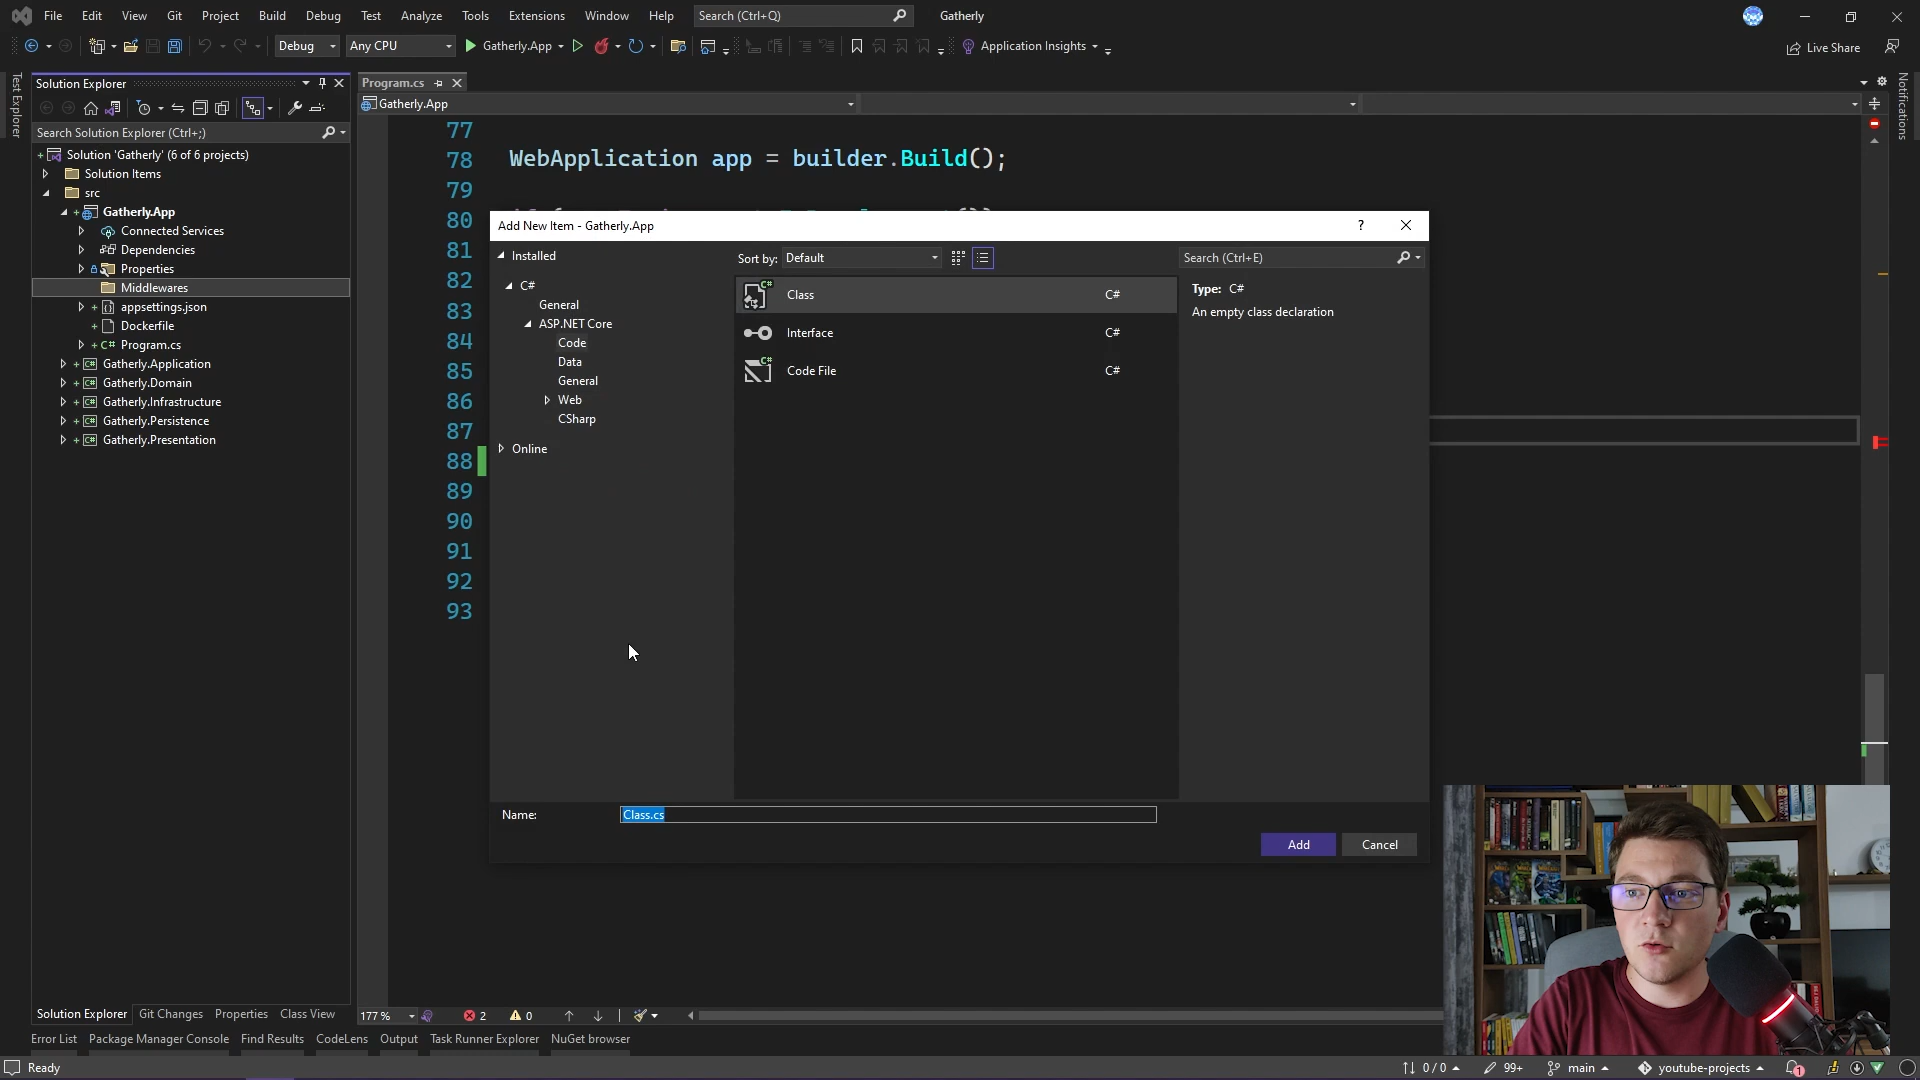 File Edit View Git Project Build Debug Test Analyze Tools Extensions Window Help Search (Ctrl+Q) Gatherly
Debug Any CPU Gatherly.App Application Insights Live Share
Test Explorer
Solution Explorer
Search Solution Explorer (Ctrl+;)
Solution 'Gatherly' (6 of 6 projects)
Solution Items
src
Gatherly.App
Connected Services
Dependencies
Properties
Middlewares
appsettings.json
Dockerfile
C# Program.cs
C# Gatherly.Application
C# Gatherly.Domain
C# Gatherly.Infrastructure
C# Gatherly.Persistence
C# Gatherly.Presentation
Program.cs
Gatherly.App
Notifications
77
78 WebApplication app = builder.Build();
79
80
81
82
83
84
85
86
87
88
89
90
91
92
93
Add New Item - Gatherly.App ?
Installed
C#
General
ASP.NET Core
Code
Data
General
Web
CSharp
Online
Sort by: Default
Class C#
Interface C#
Code File C#
Search (Ctrl+E)
Type: C#
An empty class declaration
Name: Class.cs
Add Cancel
177 % 2 0
Solution Explorer Git Changes Properties Class View
Error List Package Manager Console Find Results CodeLens Output Task Runner Explorer NuGet browser
Ready 0 / 0 99+ main youtube-projects 1